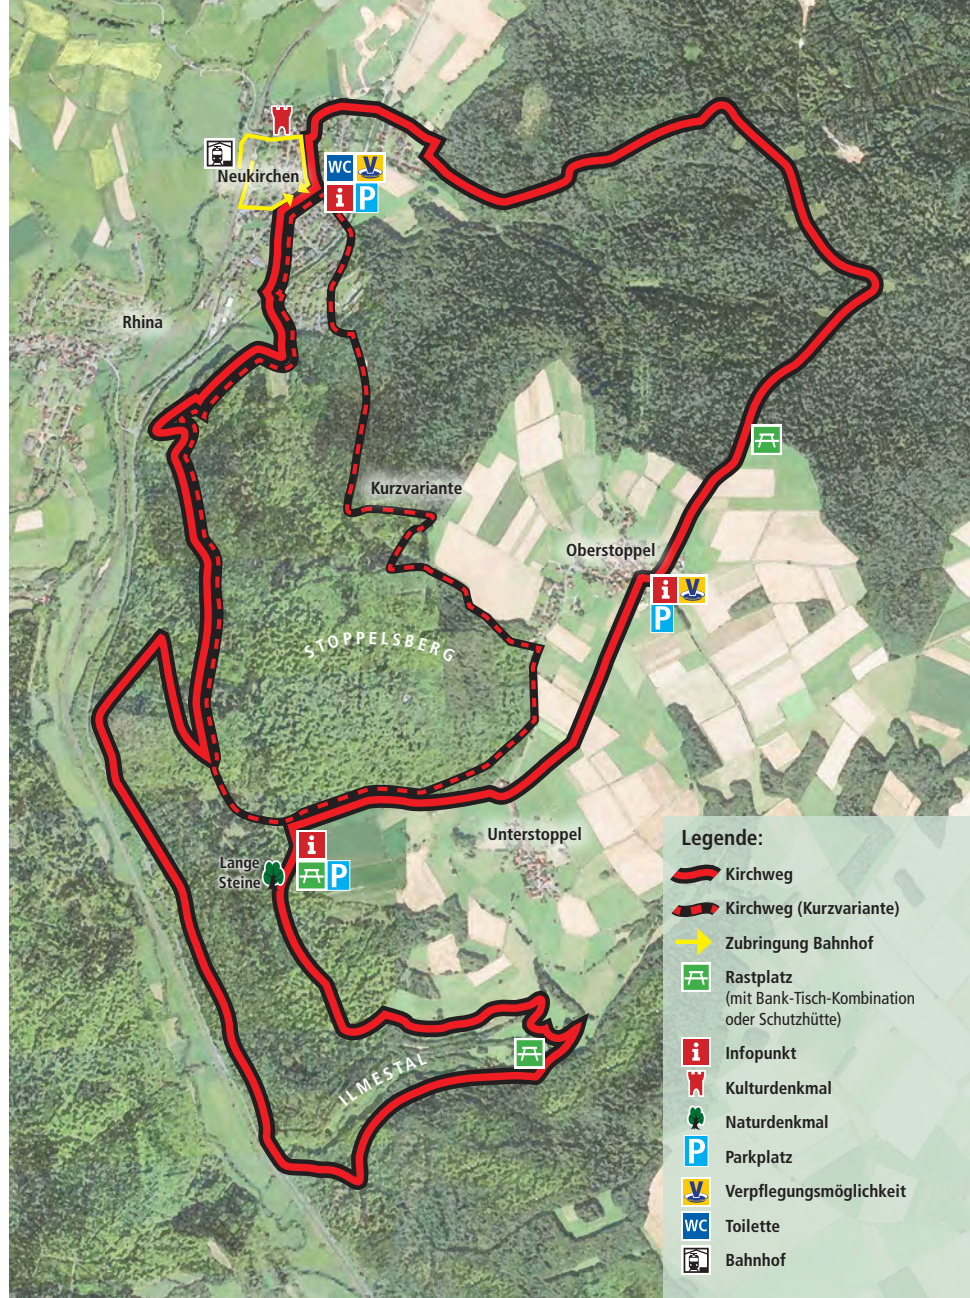 WC
V
Neukirchen
i
P
Rhina
Kurzvariante
Oberstoppel
i
V
P
STOPPELSBERG
Unterstoppel
i
P
Lange
Steine
ILMESTAL
Legende:
Kirchweg
Kirchweg (Kurzvariante)
Zubringung Bahnhof
Rastplatz
(mit Bank-Tisch-Kombination
oder Schutzhütte)
i Infopunkt
Kulturdenkmal
Naturdenkmal
P Parkplatz
V Verpflegungsmöglichkeit
WC Toilette
Bahnhof